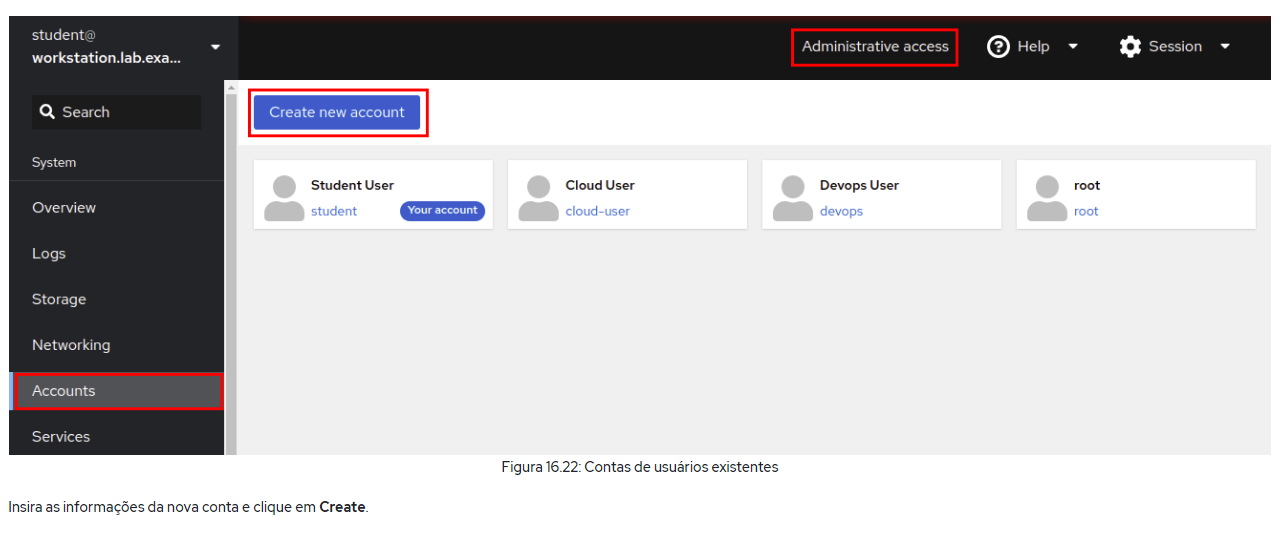 student@
workstation.lab.exa...
Administrative access
Help
Session
Search
Create new account
System
Student User
student
Your account
Cloud User
cloud-user
Devops User
devops
root
root
Overview
Logs
Storage
Networking
Accounts
Services
Figura 16.22: Contas de usuários existentes
Insira as informações da nova conta e clique em Create.